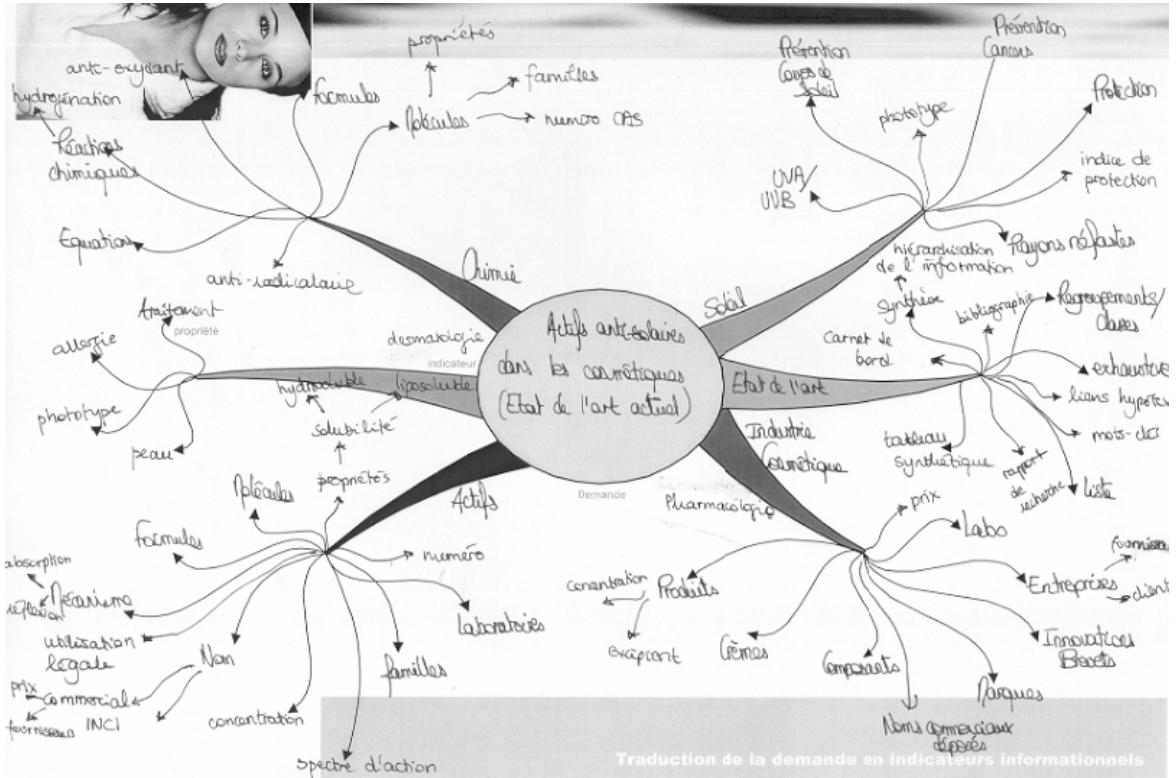 propriétés
anti-oxydant
familles
Formules
hydrogénation
Molécules
numéro CAS
Réactions
chimiques
Equations
anti-radicalaire
Chimie
Prévention
Cancers
Prévention
Coups de
Soleil
Protection
phototype
indice de
protection
UVA/
UVB
Rayons néfastes
Soleil
hiérarchisation
de l'information
Synthèse
bibliographie
Regroupements/
classes
Carnet de
bord
exhaustive
liens hypertex
mots-clés
tableau
synthétique
rapport
de
recherche
liste
Etat de l'art
Traitement
propriété
allergie
dermatologie
indicateur
hydrosoluble
liposoluble
phototype
solubilité
peau
propriétés
Actifs anti-solaires
dans les cosmétiques
(Etat de l'art actuel)
Demande
Industrie
Cosmétique
Pharmacologie
prix
Labo
fournisseu
Entreprises
client
Produits
concentration
excipient
Crèmes
Composants
Innovations
Brevets
Marques
Noms commerciaux
déposés
Actifs
Molécules
Formules
numéro
absorption
Mécanisme
réflexion
Laboratoires
utilisation
légale
Nom
familles
prix
commercial
INCI
fournisseurs
concentration
spectre d'action
Traduction de la demande en indicateurs informationnels